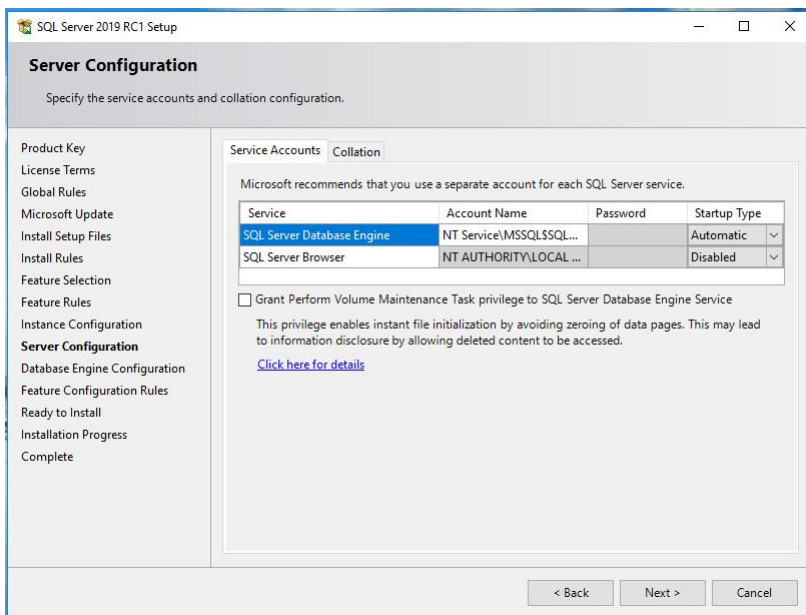 SQL Server 2019 RC1 Setup
Server Configuration
Specify the service accounts and collation configuration.
Product Key
License Terms
Global Rules
Microsoft Update
Install Setup Files
Install Rules
Feature Selection
Feature Rules
Instance Configuration
Server Configuration
Database Engine Configuration
Feature Configuration Rules
Ready to Install
Installation Progress
Complete
Service Accounts Collation
Microsoft recommends that you use a separate account for each SQL Server service.
Service Account Name Password Startup Type
SQL Server Database Engine NT Service\MSSQL$SQL... Automatic
SQL Server Browser NT AUTHORITY\LOCAL ... Disabled
Grant Perform Volume Maintenance Task privilege to SQL Server Database Engine Service
This privilege enables instant file initialization by avoiding zeroing of data pages. This may lead
to information disclosure by allowing deleted content to be accessed.
Click here for details
< Back Next > Cancel